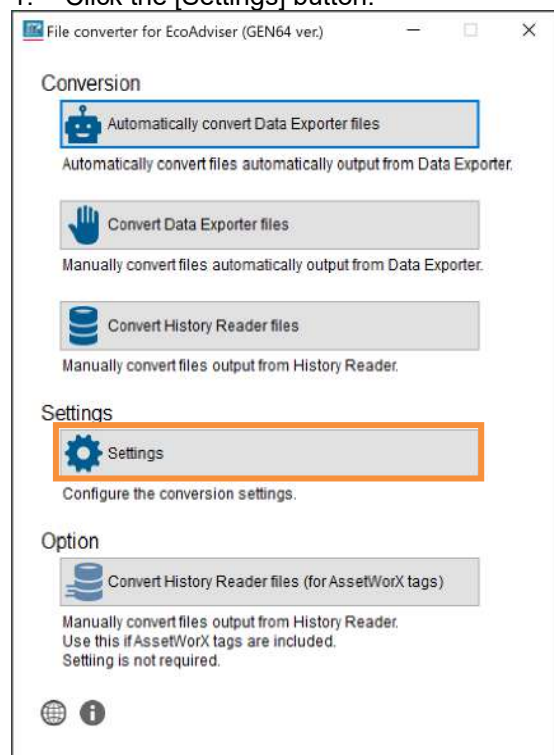 1. Click the [Settings] button.
File converter for EcoAdviser (GEN64 ver.)
Conversion
Automatically convert Data Exporter files
Automatically convert files automatically output from Data Exporter.
Convert Data Exporter files
Manually convert files automatically output from Data Exporter.
Convert History Reader files
Manually convert files output from History Reader.
Settings
Settings
Configure the conversion settings.
Option
Convert History Reader files (for AssetWorX tags)
Manually convert files output from History Reader.
Use this if AssetWorX tags are included.
Settiing is not required.